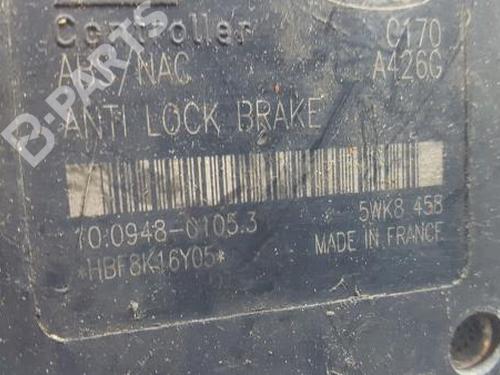 Controller C170
ABS/NAC A426G
ANTI LOCK BRAKE
10.0948-0105.3 5WK8 458
*HBF8K16Y05* MADE IN FRANCE
B-PARTS